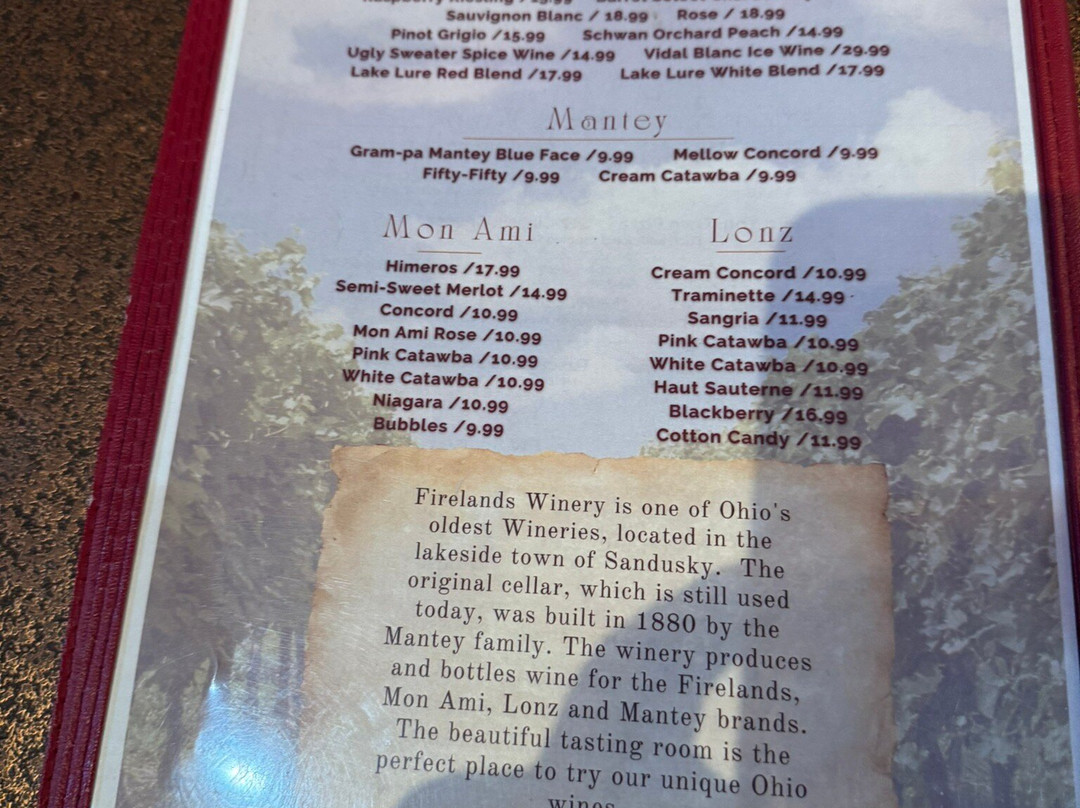 Sauvignon Blanc / 18.99 Rose / 18.99
Pinot Grigio /15.99 Schwan Orchard Peach /14.99
Ugly Sweater Spice Wine /14.99 Vidal Blanc Ice Wine /29.99
Lake Lure Red Blend /17.99 Lake Lure White Blend /17.99
Mantey
Gram-pa Mantey Blue Face /9.99 Mellow Concord /9.99
Fifty-Fifty /9.99 Cream Catawba /9.99
Mon Ami
Himeros /17.99
Semi-Sweet Merlot /14.99
Concord /10.99
Mon Ami Rose /10.99
Pink Catawba /10.99
White Catawba /10.99
Niagara /10.99
Bubbles /9.99
Lonz
Cream Concord /10.99
Traminette /14.99
Sangria /11.99
Pink Catawba /10.99
White Catawba /10.99
Haut Sauterne /11.99
Blackberry /16.99
Cotton Candy /11.99
Firelands Winery is one of Ohio's
oldest Wineries, located in the
lakeside town of Sandusky. The
original cellar, which is still used
today, was built in 1880 by the
Mantey family. The winery produces
and bottles wine for the Firelands,
Mon Ami, Lonz and Mantey brands.
The beautiful tasting room is the
perfect place to try our unique Ohio
wines